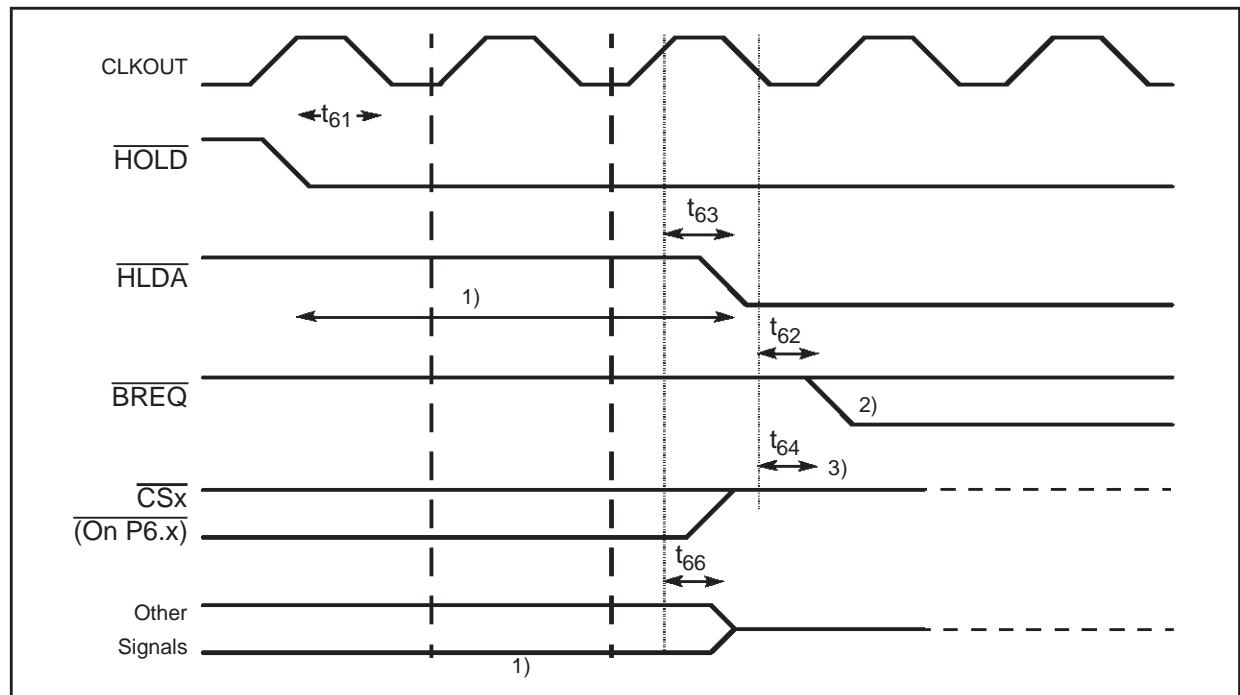 CLKOUT
t61
HOLD
t63
HLDA
1)
t62
BREQ
2)
t64
3)
CSx
(On P6.x)
t66
Other
Signals
1)